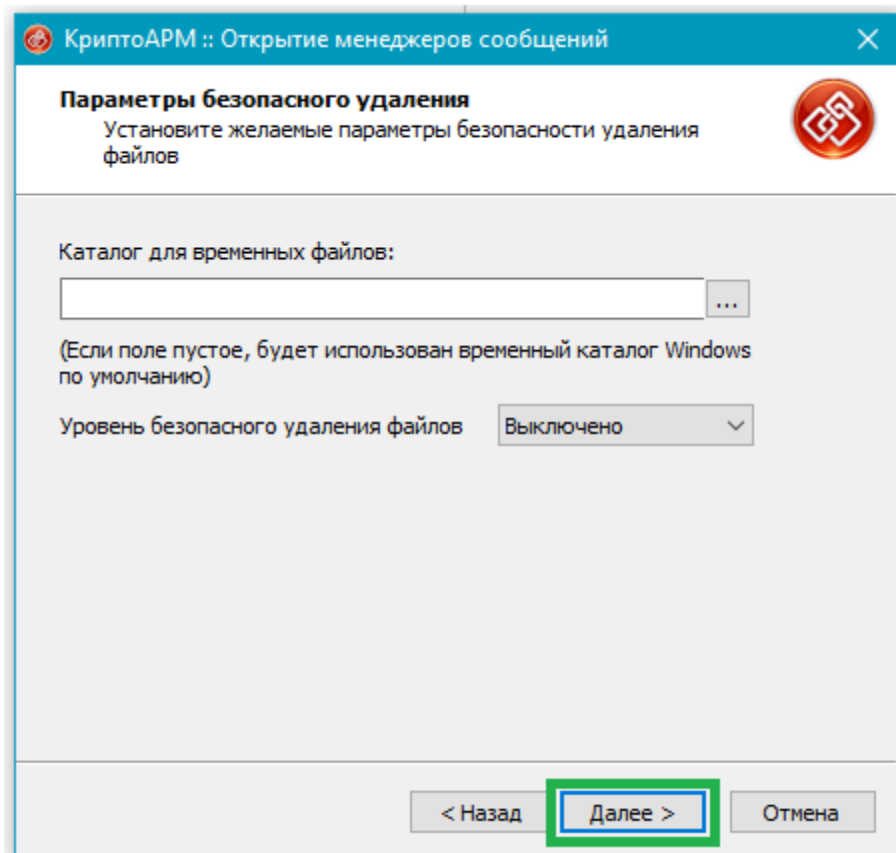 КриптоАРМ :: Открытие менеджеров сообщений
Параметры безопасного удаления
Установите желаемые параметры безопасности удаления
файлов
Каталог для временных файлов:
...
(Если поле пустое, будет использован временный каталог Windows
по умолчанию)
Уровень безопасного удаления файлов Выключено
< Назад Далее > Отмена